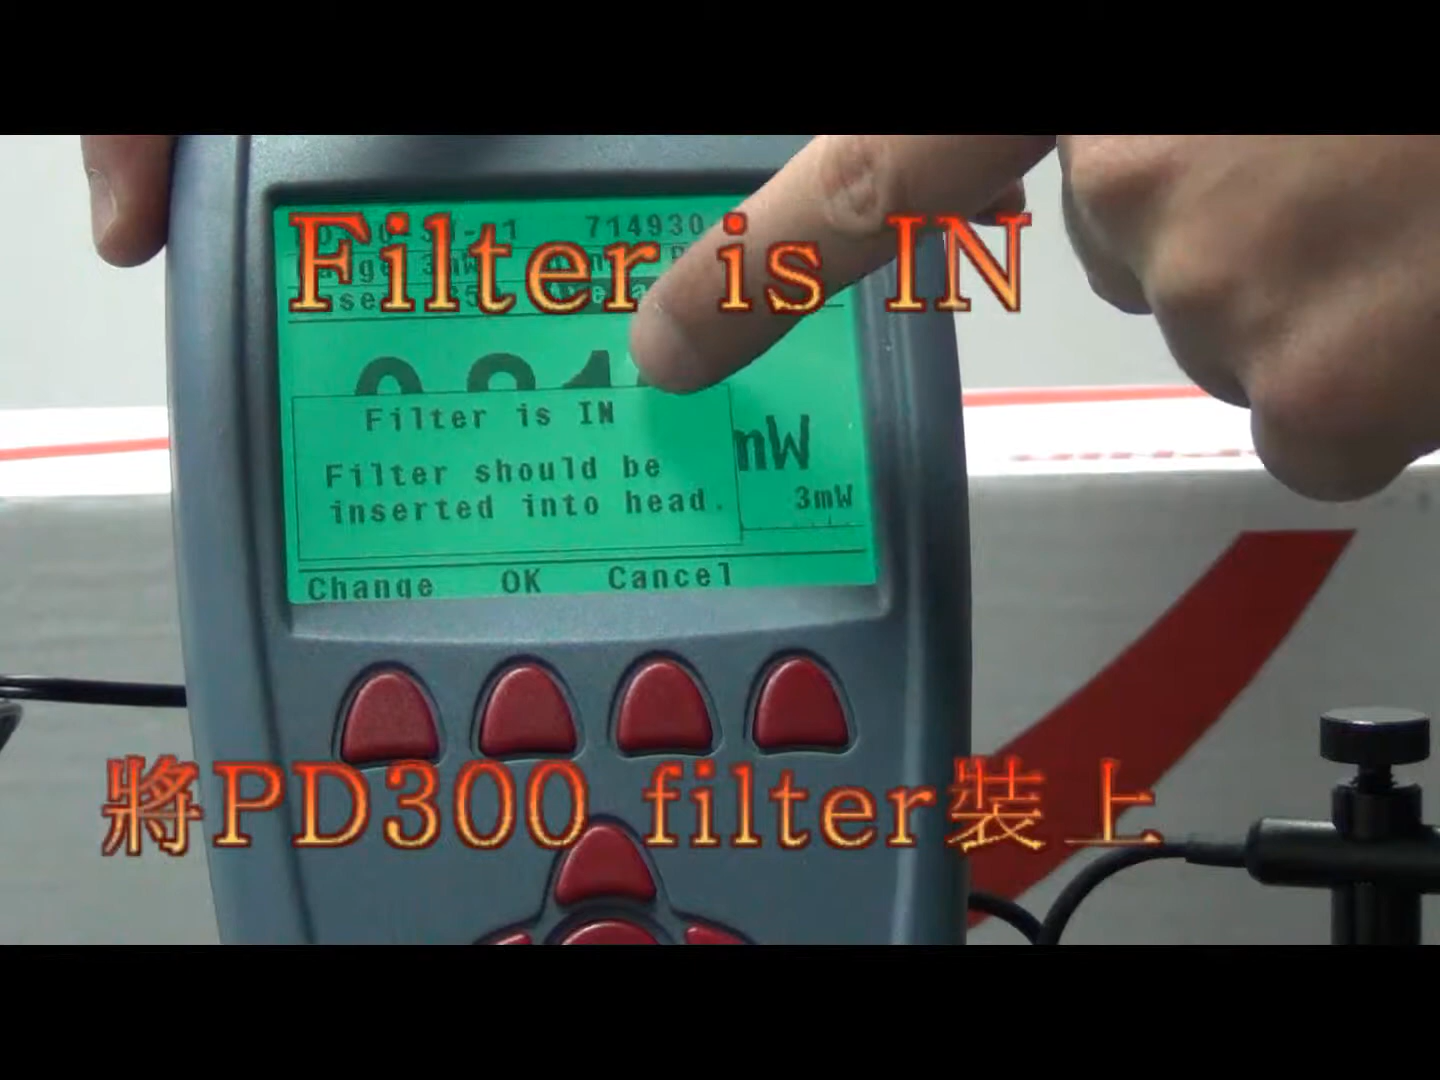 Filter is IN
714930
Filter is IN
Filter should be
inserted into head.
mW
3mW
Change OK Cancel
將PD300 filter裝上